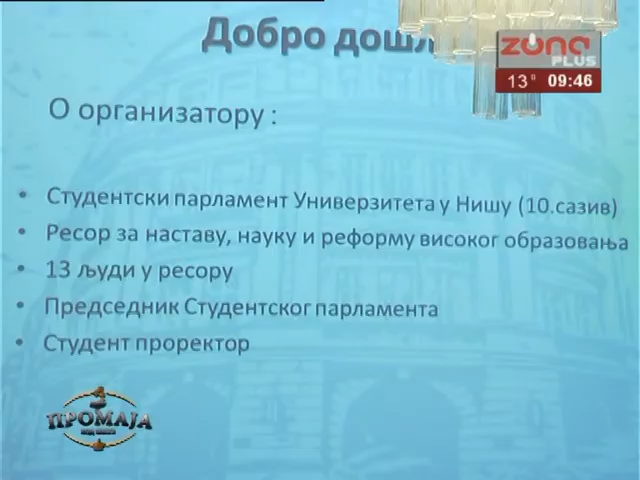 Добро дошл
zona
PLUS
13° 09:46
О организатору :
• Студентски парламент Универзитета у Нишу (10.сазив)
• Ресор за наставу, науку и реформу високог образовања
• 13 људи у ресору
• Председник Студентског парламента
• Студент проректор
ПРОМАЈА